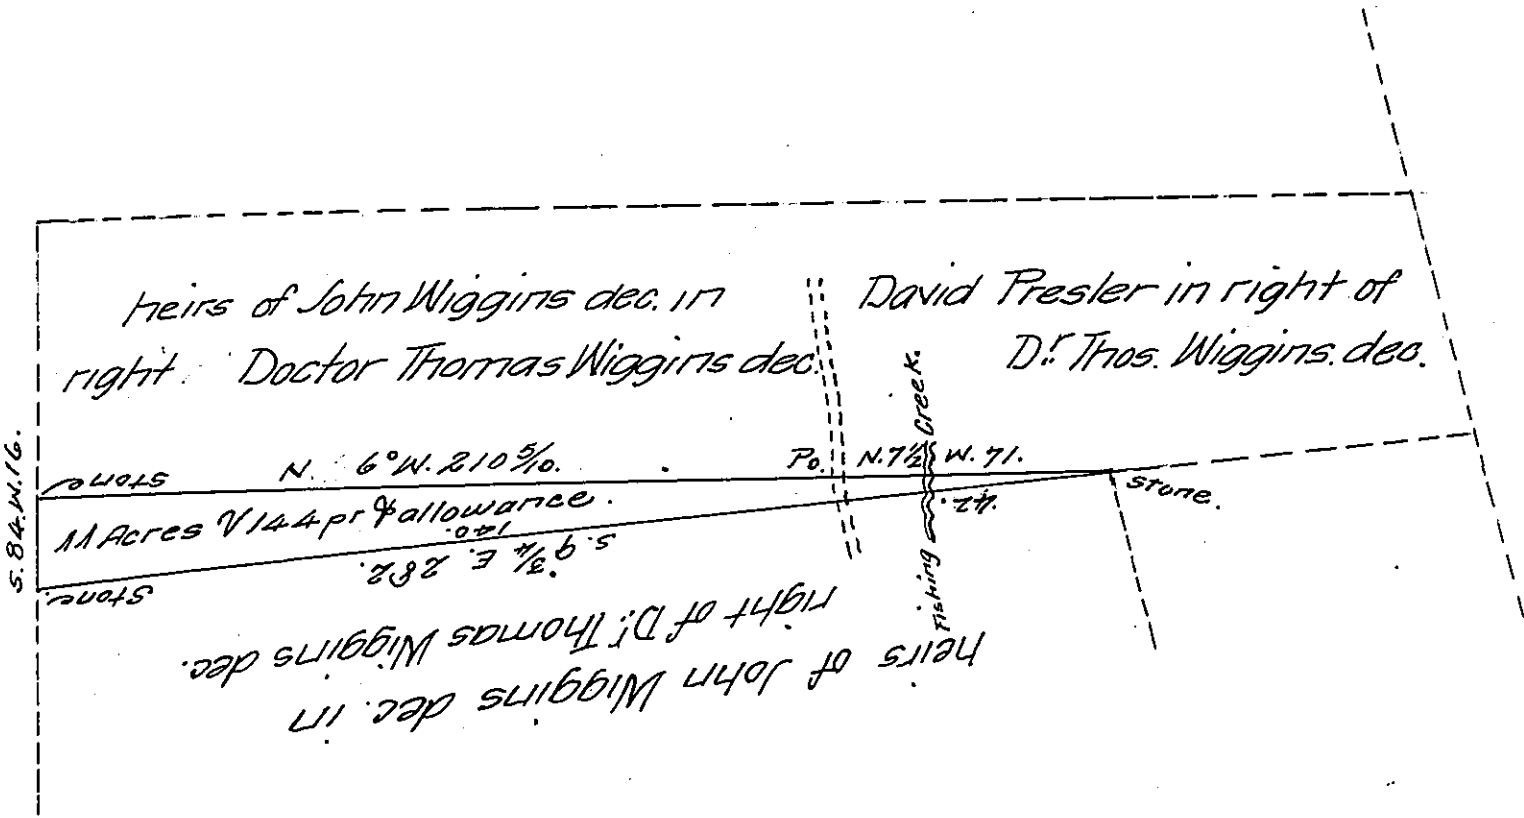 heirs of John Wiggins dec. in
right Doctor Thomas Wiggins dec.
David Presler in right of
Dr. Thos. Wiggins. dec.
S. 84. W. 16.
Stone
N. 6° W. 210 5/10.
Po.
N. 7½ W. 71.
Stone.
Fishing Creek.
11 Acres & 144 pr & allowance.
S. 9 3/4 E. 282.
140.
42.
Stone.
heirs of John Wiggins dec. in
right of Dr. Thomas Wiggins dec.